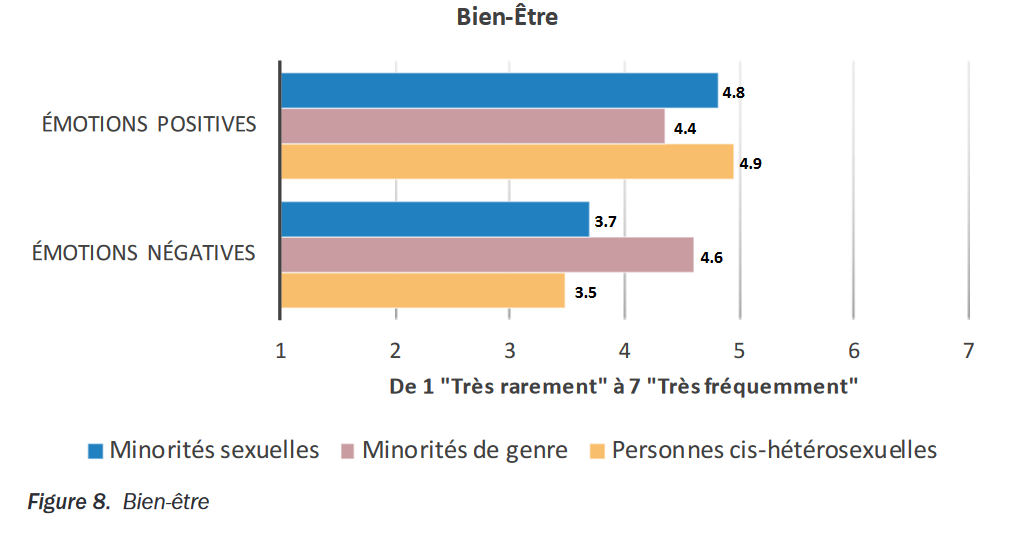 Bien-Être
ÉMOTIONS POSITIVES
4.8
4.4
4.9
ÉMOTIONS NÉGATIVES
3.7
4.6
3.5
1 2 3 4 5 6 7
De 1 "Très rarement" à 7 "Très fréquemment"
Minorités sexuelles Minorités de genre Personnes cis-hétérosexuelles
Figure 8. Bien-être